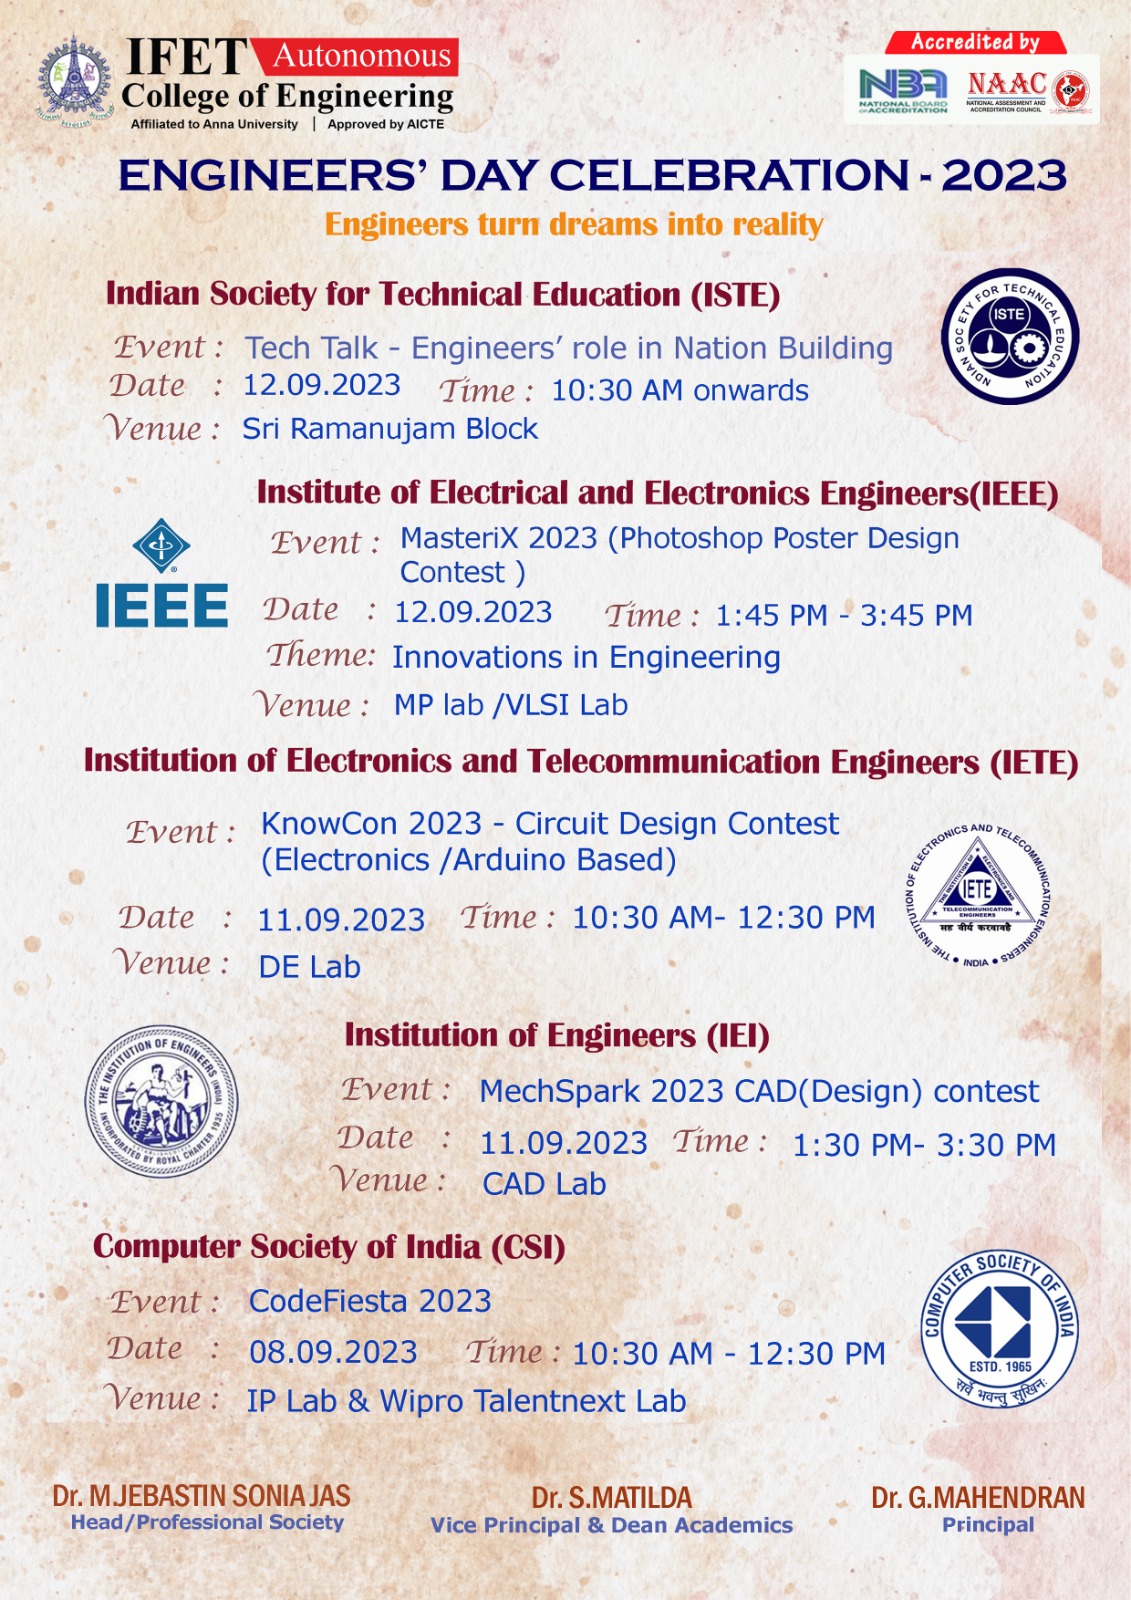 IFET Autonomous
College of Engineering
Affiliated to Anna University | Approved by AICTE
Accredited by
NBA
NATIONAL BOARD
OF ACCREDITATION
NAAC
NATIONAL ASSESSMENT AND
ACCREDITATION COUNCIL
ENGINEERS' DAY CELEBRATION - 2023
Engineers turn dreams into reality
Indian Society for Technical Education (ISTE)
Event : Tech Talk - Engineers' role in Nation Building
Date : 12.09.2023 Time : 10:30 AM onwards
Venue : Sri Ramanujam Block
INDIAN SOCIETY FOR TECHNICAL EDUCATION
ISTE
Institute of Electrical and Electronics Engineers(IEEE)
IEEE
Event : MasteriX 2023 (Photoshop Poster Design
Contest )
Date : 12.09.2023 Time : 1:45 PM - 3:45 PM
Theme: Innovations in Engineering
Venue : MP lab /VLSI Lab
Institution of Electronics and Telecommunication Engineers (IETE)
Event : KnowCon 2023 - Circuit Design Contest
(Electronics /Arduino Based)
Date : 11.09.2023 Time : 10:30 AM- 12:30 PM
Venue : DE Lab
THE INSTITUTION OF ELECTRONICS AND TELECOMMUNICATION ENGINEERS • INDIA •
THE INSTITUTION OF
ELECTRONICS AND
IETE
TELECOMMUNICATION
ENGINEERS
सह वीर्यं करवावहै
Institution of Engineers (IEI)
THE INSTITUTION OF ENGINEERS (INDIA)
INCORPORATED BY ROYAL CHARTER 1935
Event : MechSpark 2023 CAD(Design) contest
Date : 11.09.2023 Time : 1:30 PM- 3:30 PM
Venue : CAD Lab
Computer Society of India (CSI)
Event : CodeFiesta 2023
Date : 08.09.2023 Time : 10:30 AM - 12:30 PM
Venue : IP Lab & Wipro Talentnext Lab
COMPUTER SOCIETY OF INDIA
ESTD. 1965
सर्वे भवन्तु सुखिनः
Dr. M.JEBASTIN SONIA JAS
Head/Professional Society
Dr. S.MATILDA
Vice Principal & Dean Academics
Dr. G.MAHENDRAN
Principal